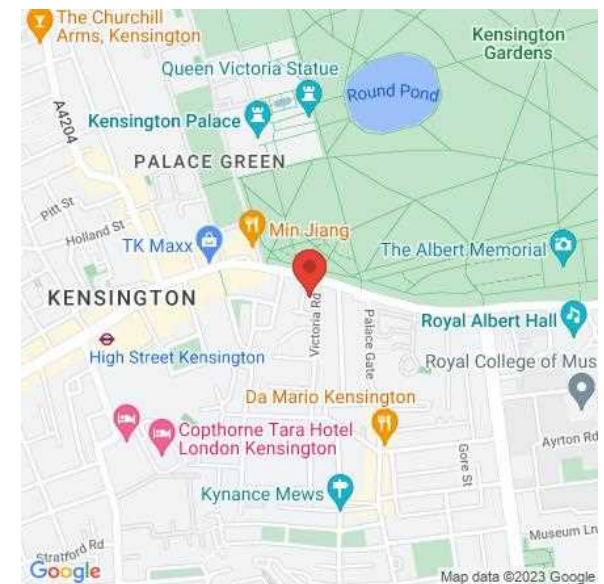 The Churchill
Arms, Kensington
Kensington
Gardens
Queen Victoria Statue
Round Pond
A4204
Kensington Palace
PALACE GREEN
Pitt St
Holland St
Min Jiang
TK Maxx
The Albert Memorial
KENSINGTON
Victoria Rd
Palace Gate
Royal Albert Hall
High Street Kensington
Royal College of Mus
Da Mario Kensington
Copthorne Tara Hotel
London Kensington
Gore St
Ayrton Rd
Kynance Mews
Museum Ln
Stratford Rd
Google
Map data ©2023 Google